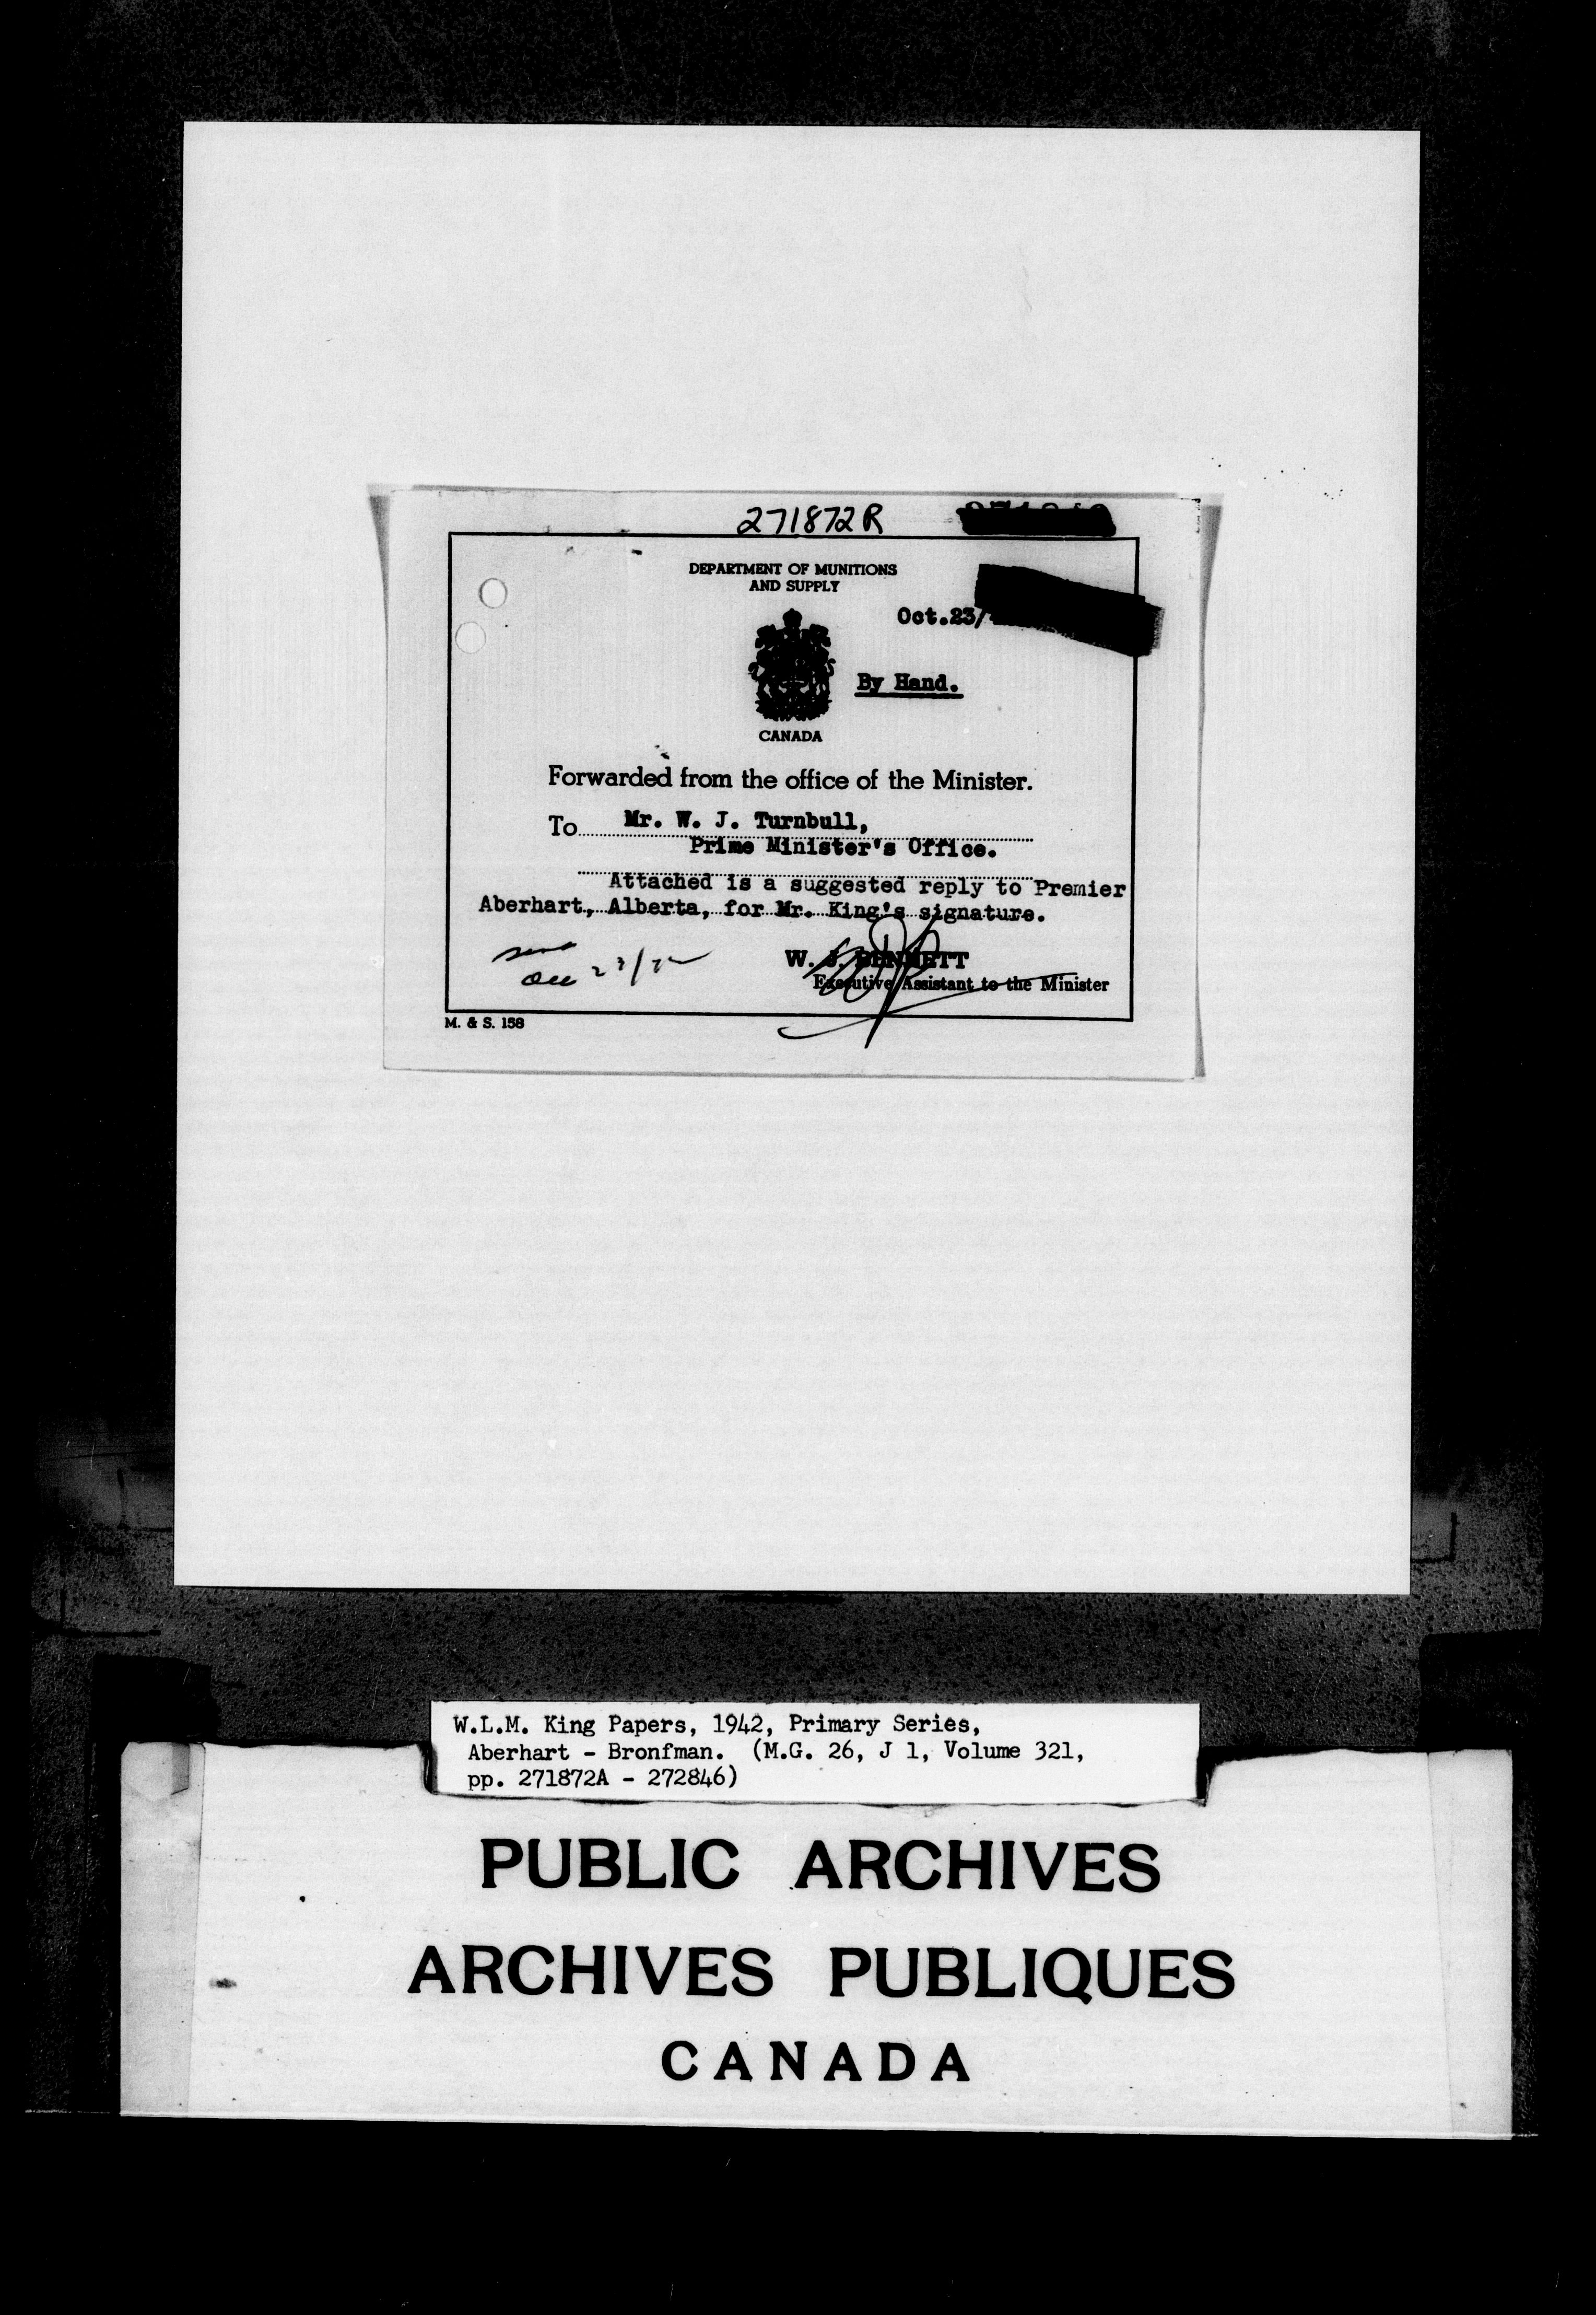 271872R
DEPARTMENT OF MUNITIONS
AND SUPPLY
Oct.23/
By Hand.
CANADA
Forwarded from the office of the Minister.
To Mr. W. J. Turnbull,
Prime Minister's Office.
Attached is a suggested reply to Premier
Aberhart, Alberta, for Mr. King's signature.
W. J. BENNETT
Executive Assistant to the Minister
M. & S. 158
W.L.M. King Papers, 1942, Primary Series,
Aberhart - Bronfman. (M.G. 26, J 1, Volume 321,
pp. 271872A - 272846)
PUBLIC ARCHIVES
ARCHIVES PUBLIQUES
CANADA